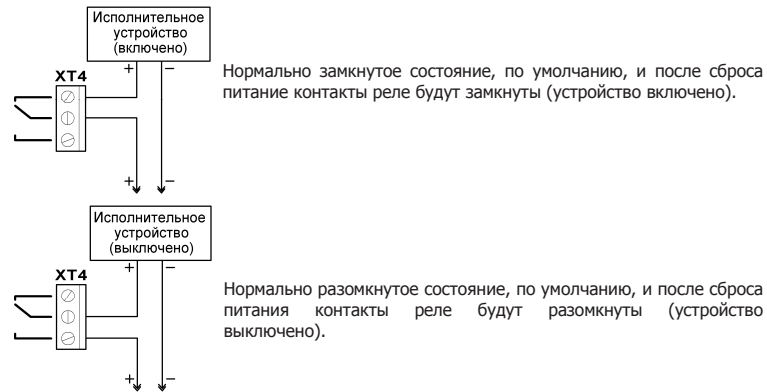 Исполнительное
устройство
(включено)
+ −
XT4
Нормально замкнутое состояние, по умолчанию, и после сброса
питание контакты реле будут замкнуты (устройство включено).
+ −
Исполнительное
устройство
(выключено)
+ −
XT4
Нормально разомкнутое состояние, по умолчанию, и после сброса
питания контакты реле будут разомкнуты (устройство
выключено).
+ −